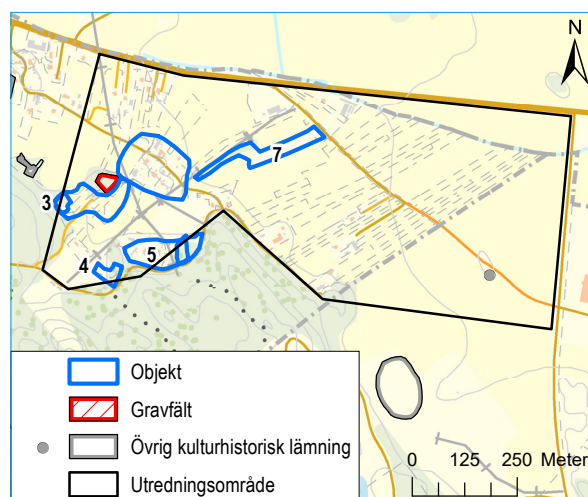 N
7
3
5
4
Objekt
Gravfält
Övrig kulturhistorisk lämning
Utredningsområde
0 125 250 Meter